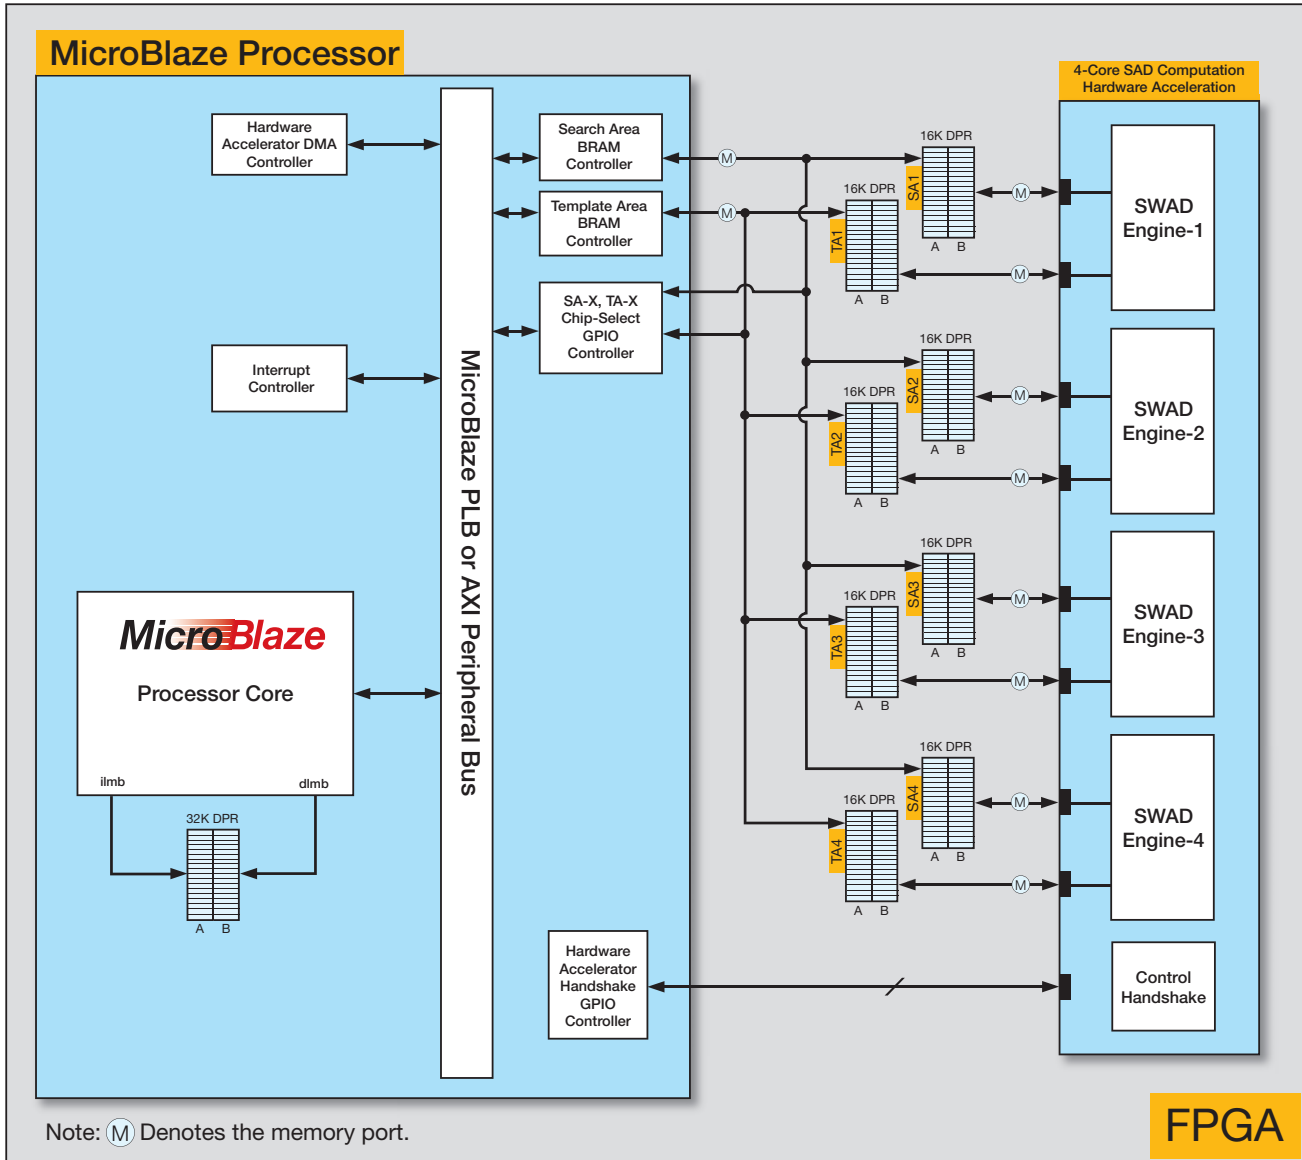 MicroBlaze Processor
4-Core SAD Computation
Hardware Acceleration
Hardware
Accelerator DMA
Controller
Search Area
BRAM
Controller
Template Area
BRAM
Controller
SA-X, TA-X
Chip-Select
GPIO
Controller
Interrupt
Controller
MicroBlaze PLB or AXI Peripheral Bus
MicroBlaze
Processor Core
ilmb
dlmb
32K DPR
A B
Hardware
Accelerator
Handshake
GPIO
Controller
M
M
16K DPR
SA1
A B
M
16K DPR
TA1
A B
M
SWAD
Engine-1
16K DPR
SA2
A B
M
16K DPR
TA2
A B
M
SWAD
Engine-2
16K DPR
SA3
A B
M
16K DPR
TA3
A B
M
SWAD
Engine-3
16K DPR
SA4
A B
M
16K DPR
TA4
A B
M
SWAD
Engine-4
Control
Handshake
Note: M Denotes the memory port.
FPGA